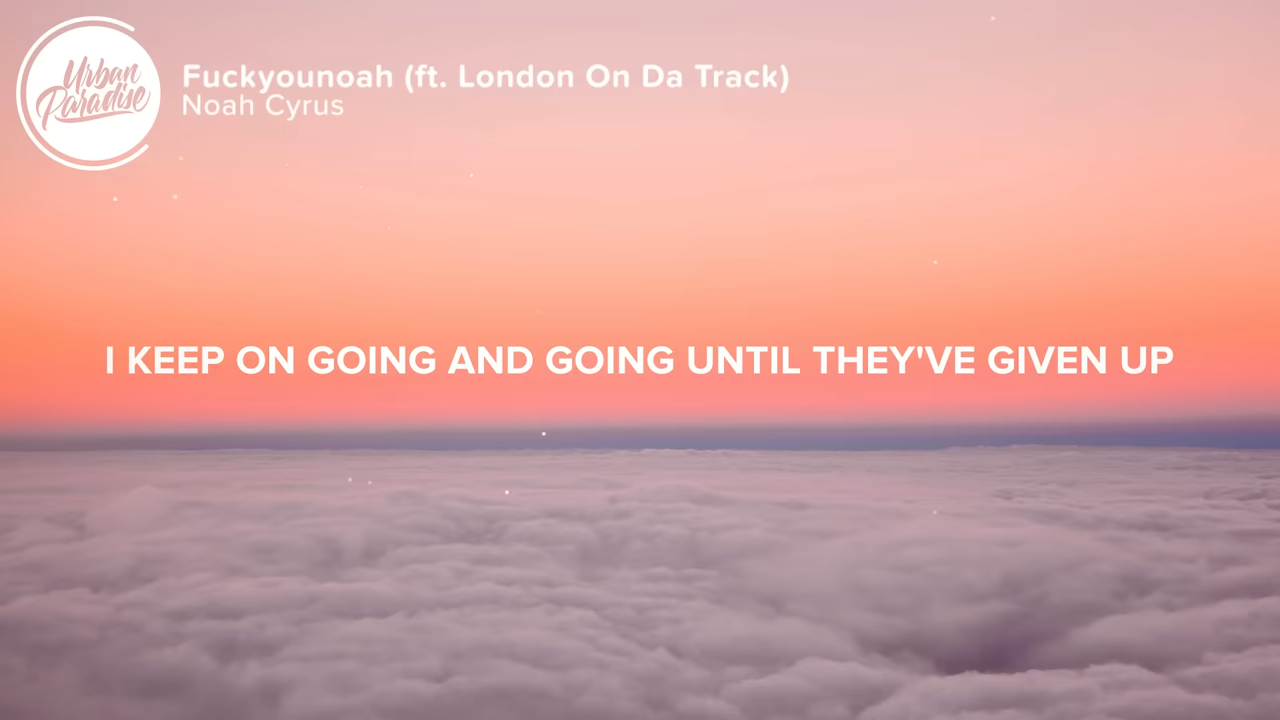 Urban
Paradise
Fuckyounoah (ft. London On Da Track)
Noah Cyrus
I KEEP ON GOING AND GOING UNTIL THEY'VE GIVEN UP